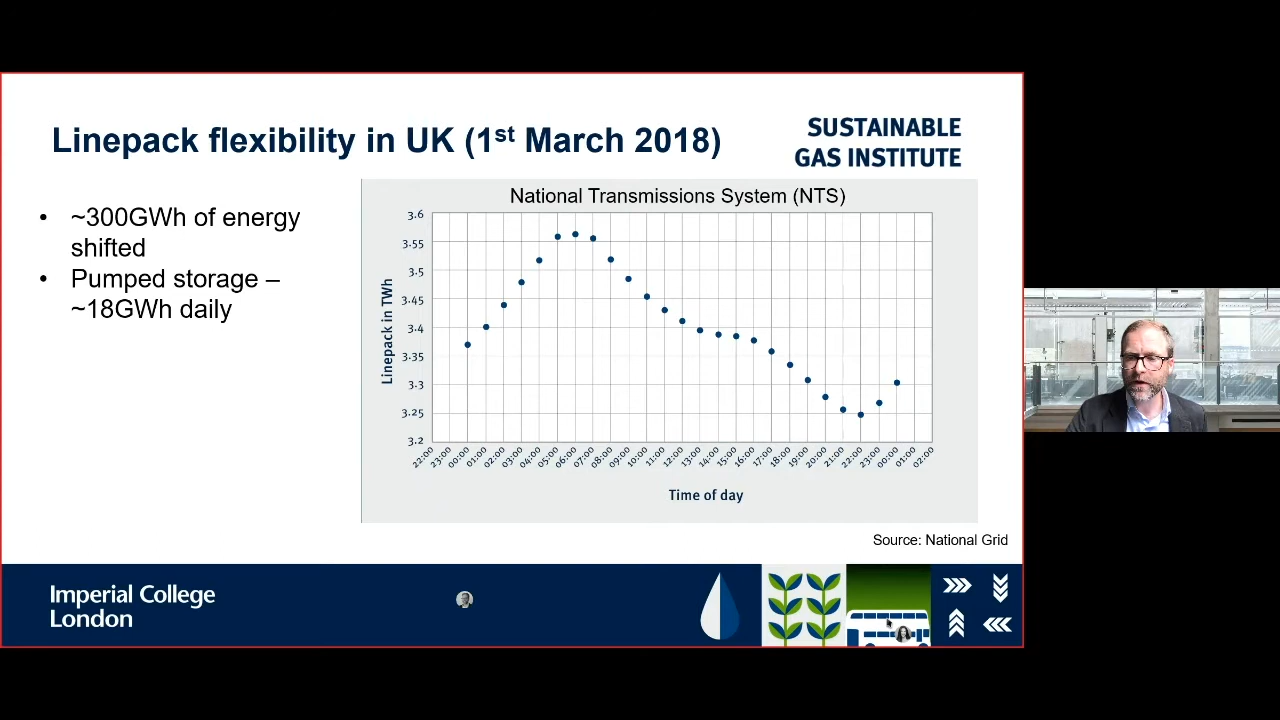 Linepack flexibility in UK (1st March 2018)
SUSTAINABLE
GAS INSTITUTE
• ~300GWh of energy
shifted
• Pumped storage –
~18GWh daily
National Transmissions System (NTS)
Linepack in TWh
3.6
3.55
3.5
3.45
3.4
3.35
3.3
3.25
3.2
22:00 23:00 00:00 01:00 02:00 03:00 04:00 05:00 06:00 07:00 08:00 09:00 10:00 11:00 12:00 13:00 14:00 15:00 16:00 17:00 18:00 19:00 20:00 21:00 22:00 23:00 00:00 01:00 02:00
Time of day
Source: National Grid
Imperial College
London